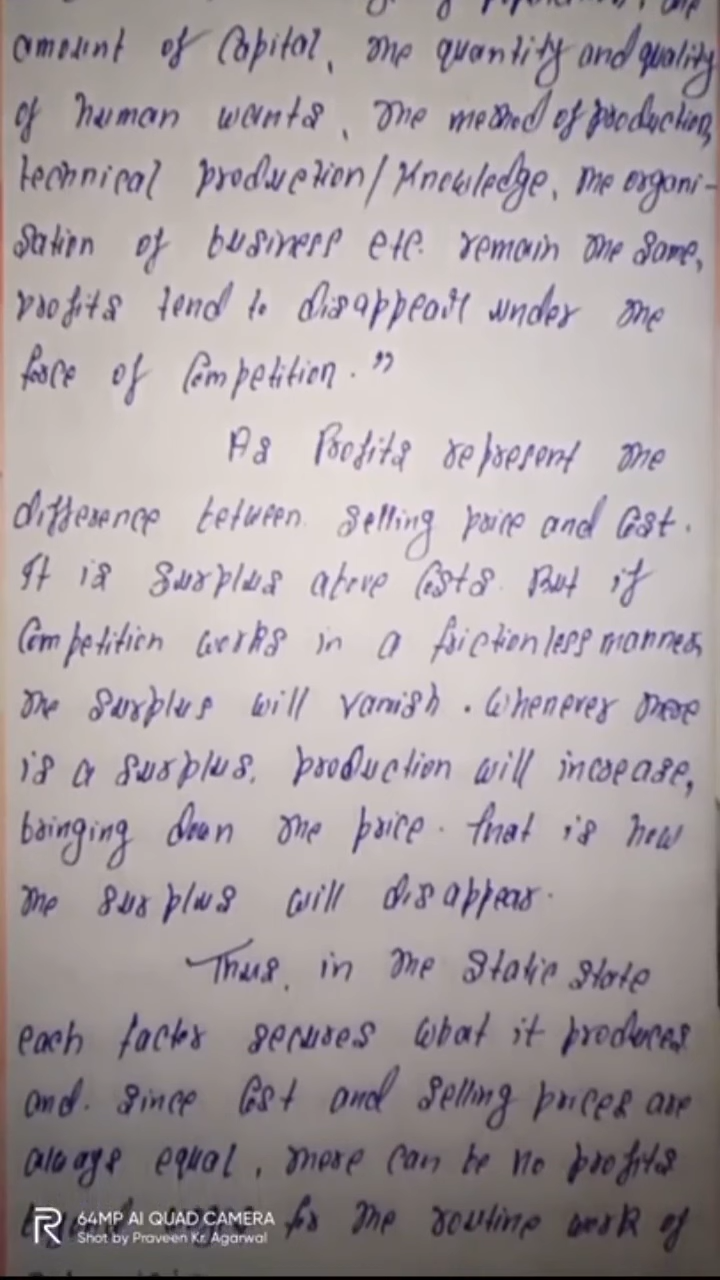 amount of Capital, The quantity and quality
of human wants, The method of production,
technical production/Knowledge, The organi-
sation of business etc. remain the same,
profits tend to disappear under the
force of Competition."
As Profits represent the
difference between selling price and Cost.
It is surplus above Costs. But if
Competition works in a frictionless manner,
the surplus will vanish. Whenever there
is a surplus, production will increase,
bringing down the price. that is how
the surplus will disappear.
Thus, in the Static State
each factor secures what it produces
and. since Cost and selling prices are
always equal, there can be no profits
for the routine work of
64MP AI QUAD CAMERA
Shot by Praveen Kr. Agarwal